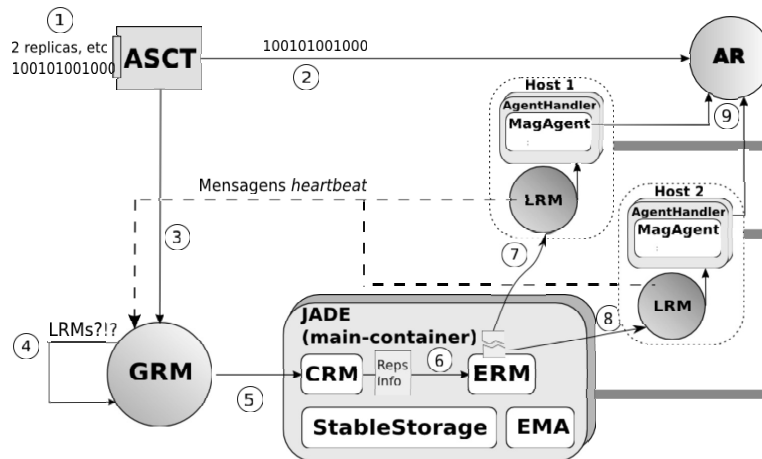 1
2 replicas, etc
100101001000
ASCT
100101001000
2
AR
Host 1
AgentHandler
MagAgent
:
LRM
9
Host 2
AgentHandler
MagAgent
:
LRM
Mensagens heartbeat
3
7
8
LRMs?!?
4
GRM
5
JADE
(main-container)
CRM
Reps
Info
6
ERM
StableStorage
EMA